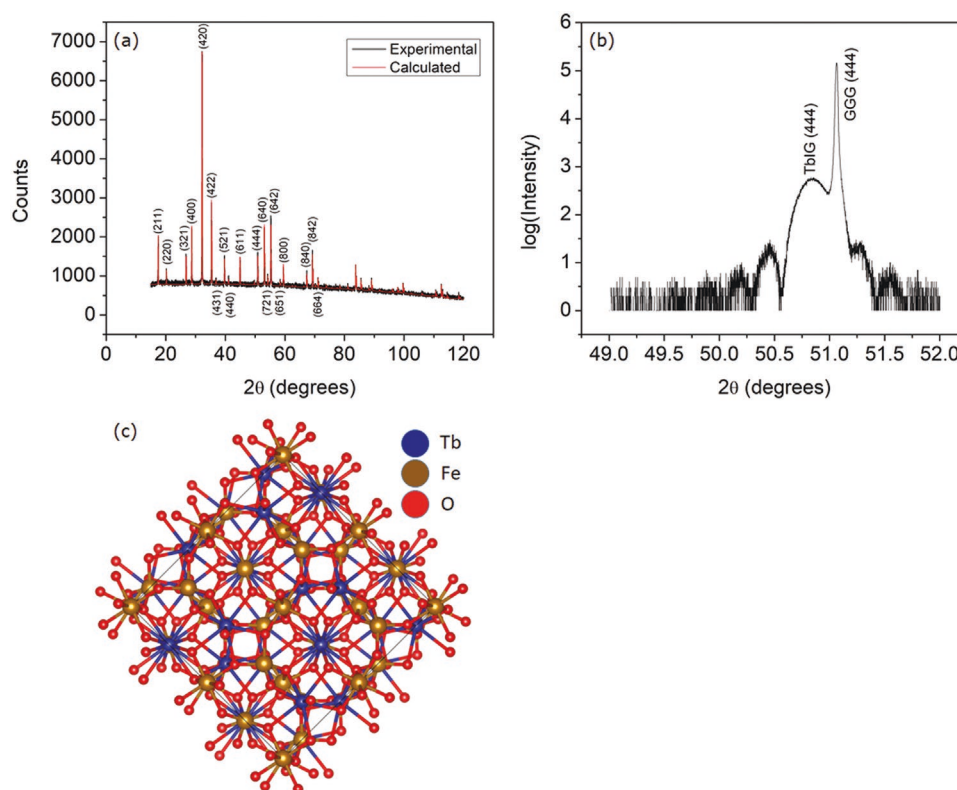 (a)
Experimental
Calculated
(211)
(220)
(321)
(400)
(420)
(422)
(431)
(440)
(521)
(611)
(444)
(640)
(642)
(721)
(651)
(800)
(840)
(842)
(664)
7000
6000
5000
4000
3000
2000
1000
0
Counts
0 20 40 60 80 100 120
2θ (degrees)
(b)
TbIG (444)
GGG (444)
6
5
4
3
2
1
0
log(Intensity)
49.0 49.5 50.0 50.5 51.0 51.5 52.0
2θ (degrees)
(c)
Tb
Fe
O